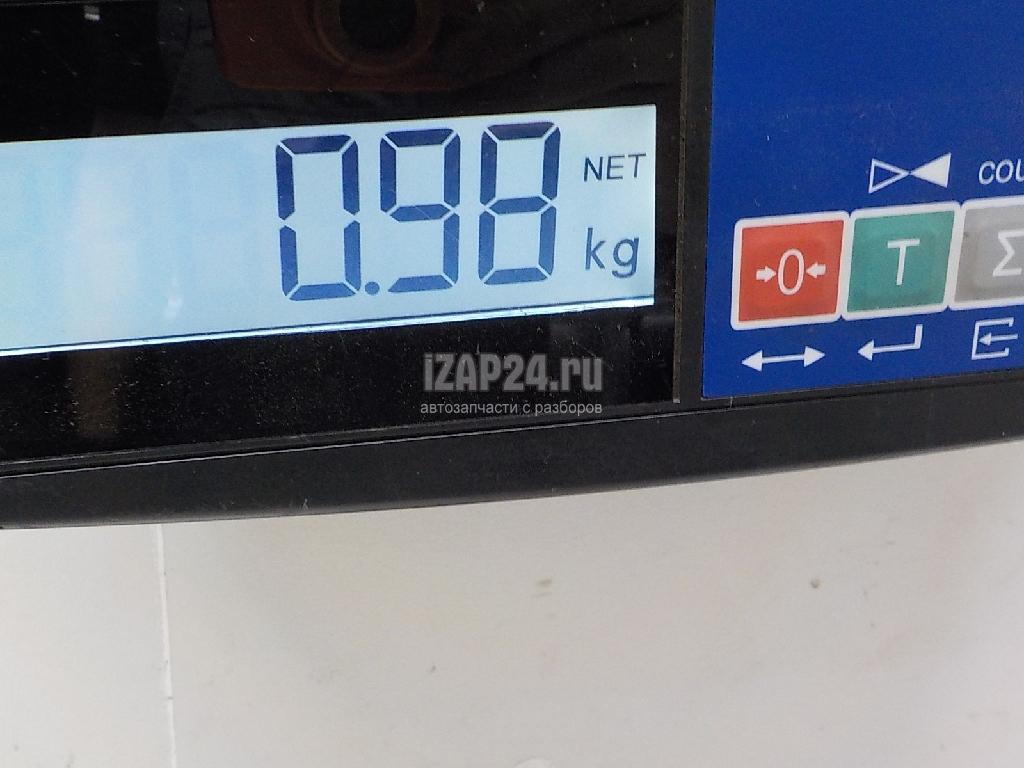 0.98
NET
kg
COU
→0← T Σ
iZAP24.ru
автозапчасти с разборов